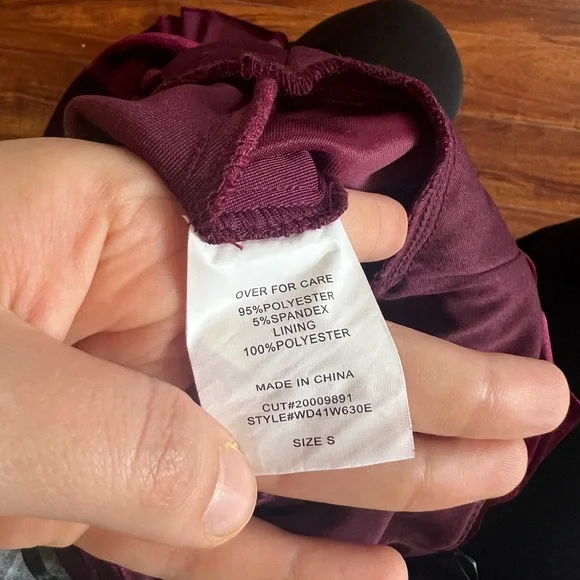 OVER FOR CARE
95%POLYESTER
5%SPANDEX
LINING
100%POLYESTER
MADE IN CHINA
CUT#20009891
STYLE#WD41W630E
SIZE S